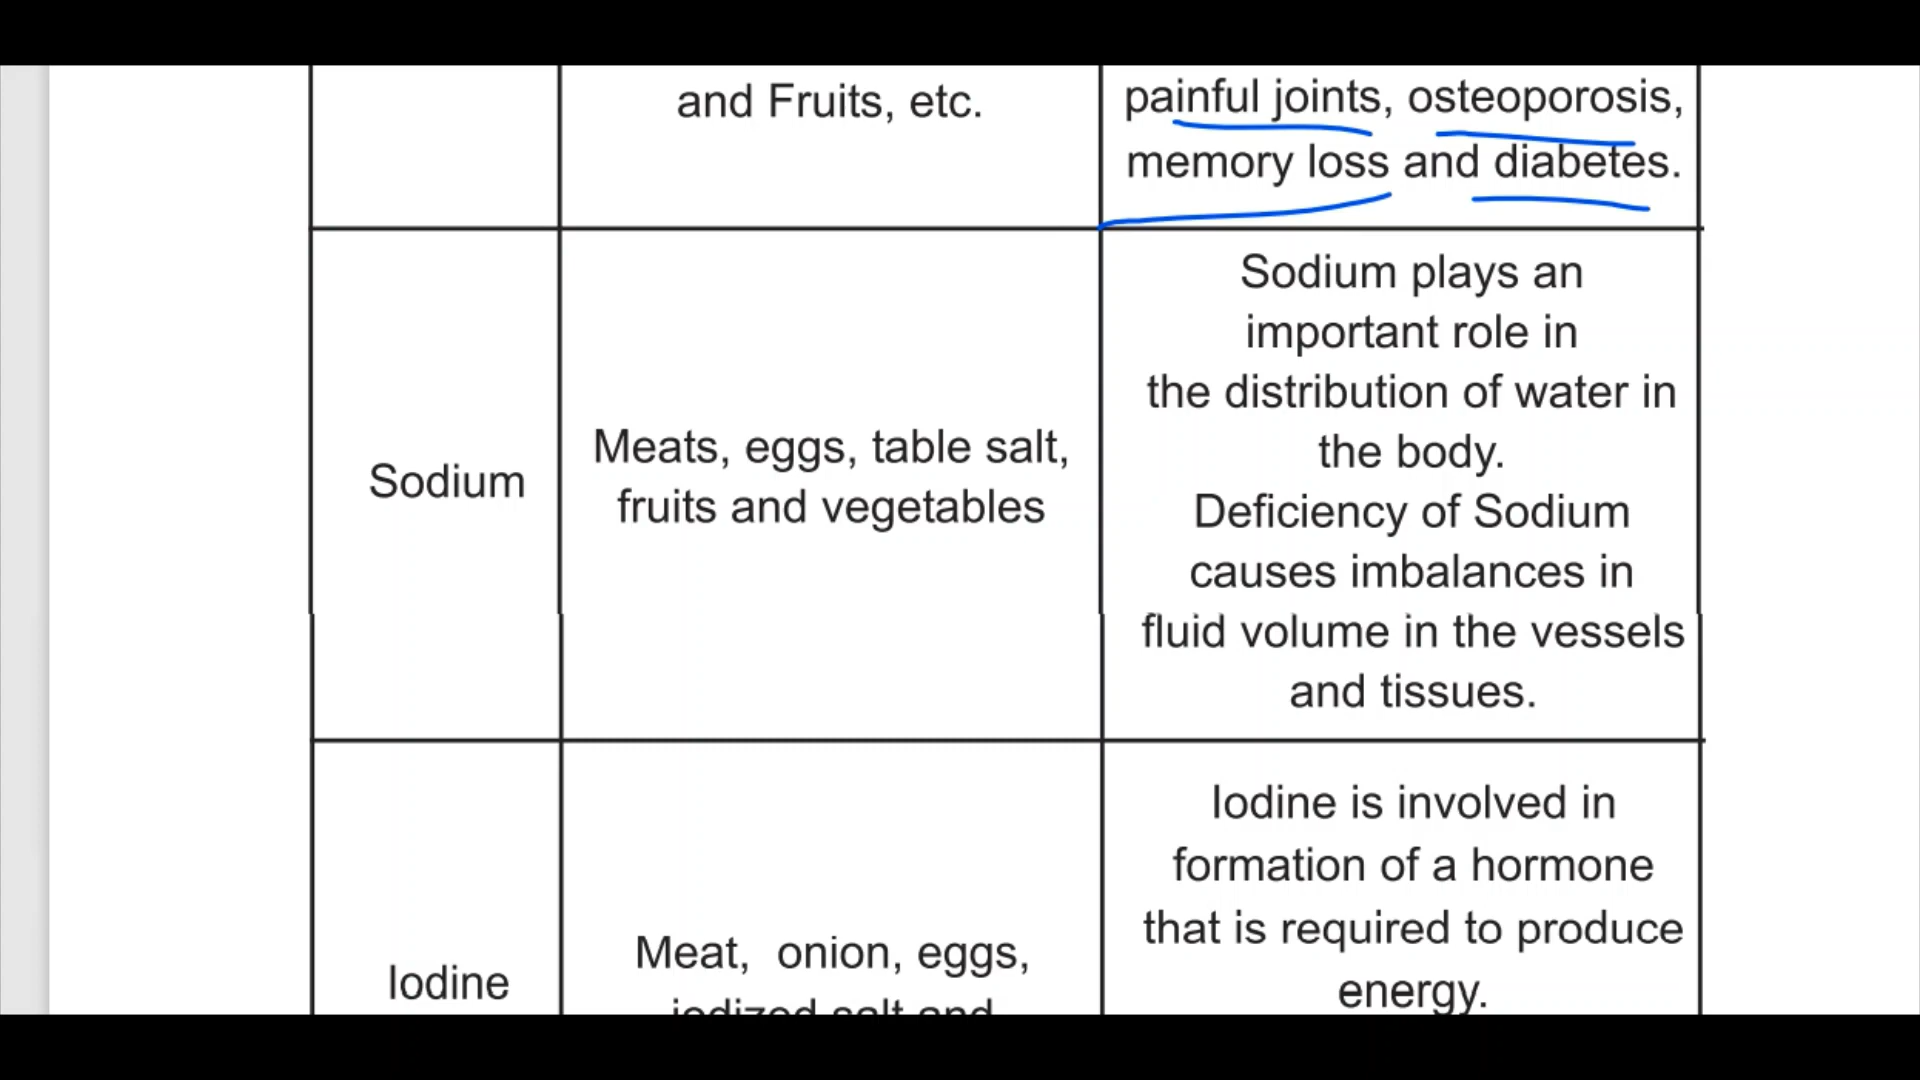 and Fruits, etc.
painful joints, osteoporosis,
memory loss and diabetes.
Sodium
Meats, eggs, table salt,
fruits and vegetables
Sodium plays an
important role in
the distribution of water in
the body.
Deficiency of Sodium
causes imbalances in
fluid volume in the vessels
and tissues.
Iodine
Meat, onion, eggs,
iodized salt and
Iodine is involved in
formation of a hormone
that is required to produce
energy.